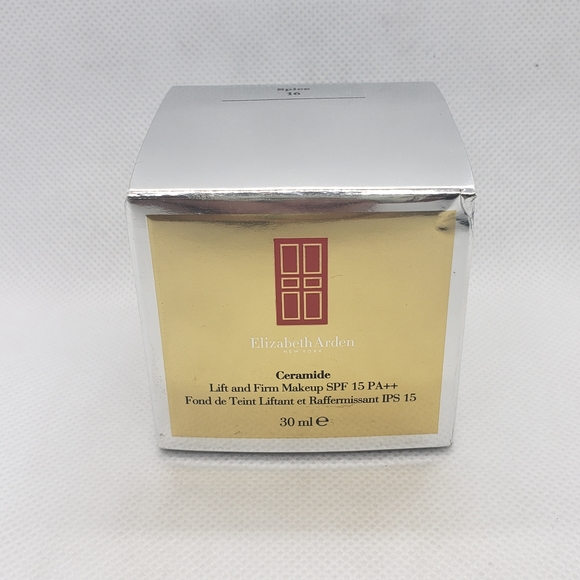 Spice
16
Elizabeth Arden
NEW YORK
Ceramide
Lift and Firm Makeup SPF 15 PA++
Fond de Teint Liftant et Raffermissant IPS 15
30 ml ℮